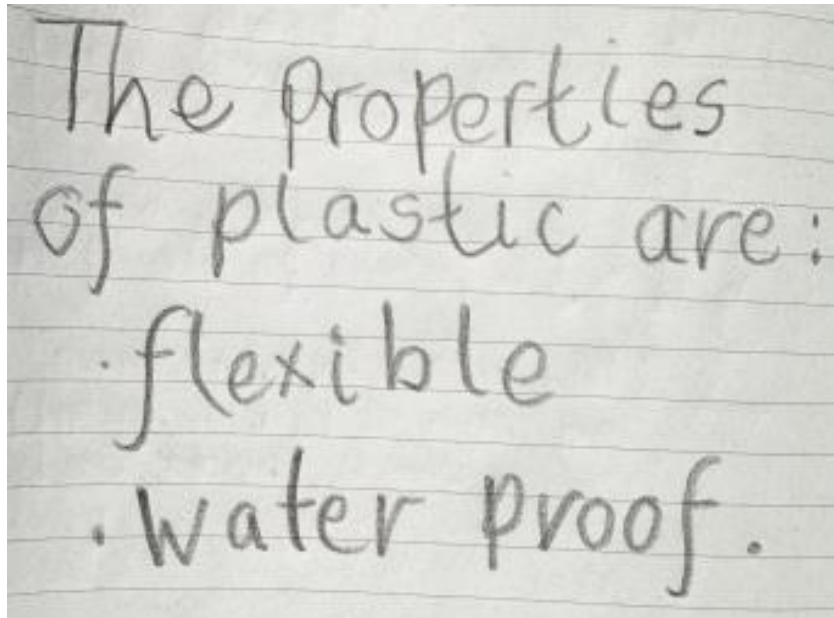 The properties
of plastic are:
· flexible
· water proof.